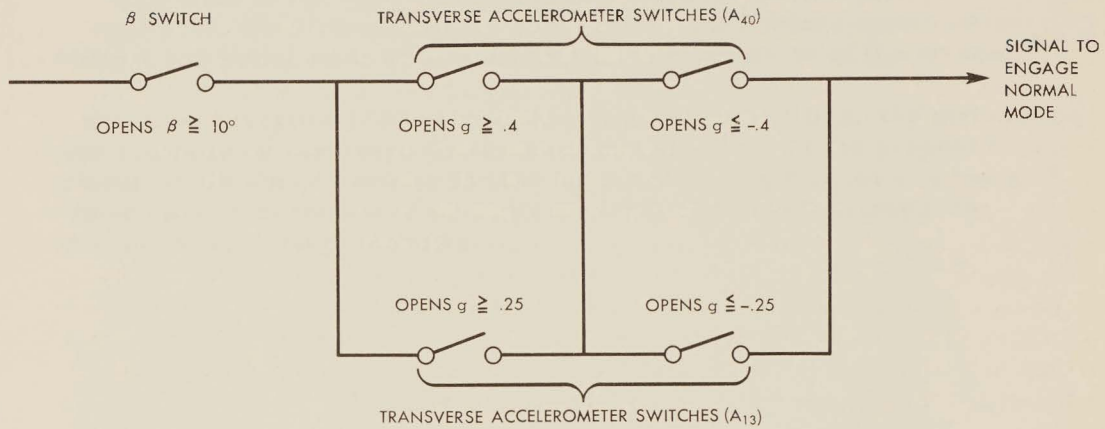 β SWITCH
TRANSVERSE ACCELEROMETER SWITCHES (A40)
SIGNAL TO
ENGAGE
NORMAL
MODE
OPENS β ≧ 10°
OPENS g ≧ .4
OPENS g ≦ -.4
OPENS g ≧ .25
OPENS g ≦ -.25
TRANSVERSE ACCELEROMETER SWITCHES (A13)